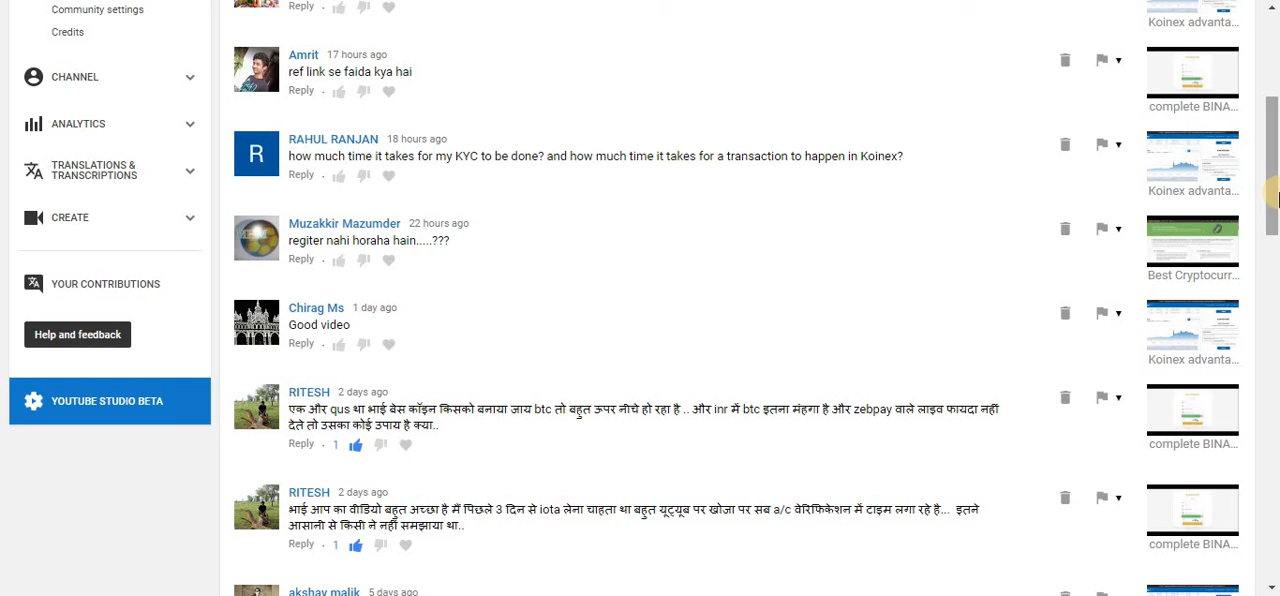 Community settings
Credits
CHANNEL
ANALYTICS
TRANSLATIONS &
TRANSCRIPTIONS
CREATE
YOUR CONTRIBUTIONS
Help and feedback
YOUTUBE STUDIO BETA
Reply
Koinex advanta...
Amrit 17 hours ago
ref link se faida kya hai
Reply
complete BINA...
R
RAHUL RANJAN 18 hours ago
how much time it takes for my KYC to be done? and how much time it takes for a transaction to happen in Koinex?
Reply
Koinex advanta...
Muzakkir Mazumder 22 hours ago
regiter nahi horaha hain.....???
Reply
Best Cryptocurr...
Chirag Ms 1 day ago
Good video
Reply
Koinex advanta...
RITESH 2 days ago
एक और qus था भाई बेस कॉइन किसको बनाया जाय btc तो बहुत ऊपर नीचे हो रहा है .. और inr में btc इतना मंहगा है और zebpay वाले लाइव फायदा नहीं
देते तो उसका कोई उपाय है क्या..
Reply 1
complete BINA...
RITESH 2 days ago
भाई आप का वीडियो बहुत अच्छा है मैं पिछले 3 दिन से iota लेना चाहता था बहुत यूट्यूब पर खोजा पर सब a/c वेरिफिकेशन में टाइम लगा रहे है... इतने
आसानी से किसी ने नहीं समझाया था..
Reply 1
complete BINA...
akshay malik 5 days ago